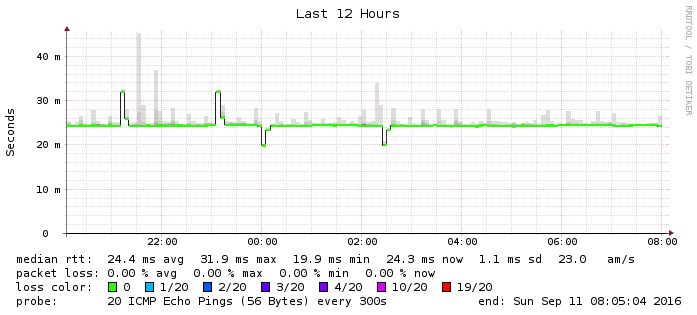 Last 12 Hours
RRDTOOL / TOBI OETIKER
Seconds
40 m
30 m
20 m
10 m
0
22:00 00:00 02:00 04:00 06:00 08:00
median rtt: 24.4 ms avg 31.9 ms max 19.9 ms min 24.3 ms now 1.1 ms sd 23.0 am/s
packet loss: 0.00 % avg 0.00 % max 0.00 % min 0.00 % now
loss color: 0 1/20 2/20 3/20 4/20 10/20 19/20
probe: 20 ICMP Echo Pings (56 Bytes) every 300s end: Sun Sep 11 08:05:04 2016